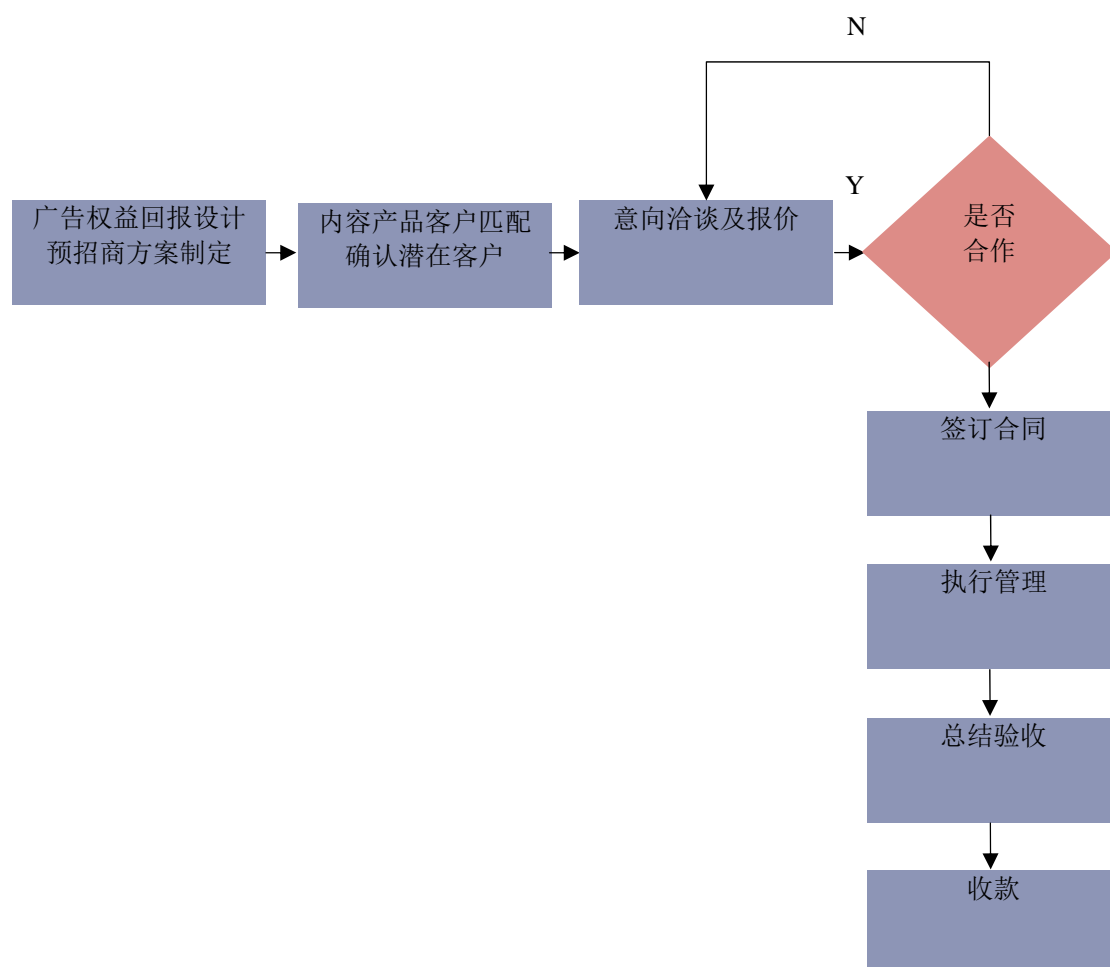 N
广告权益回报设计
预招商方案制定
内容产品客户匹配
确认潜在客户
意向洽谈及报价
Y
是否
合作
签订合同
执行管理
总结验收
收款